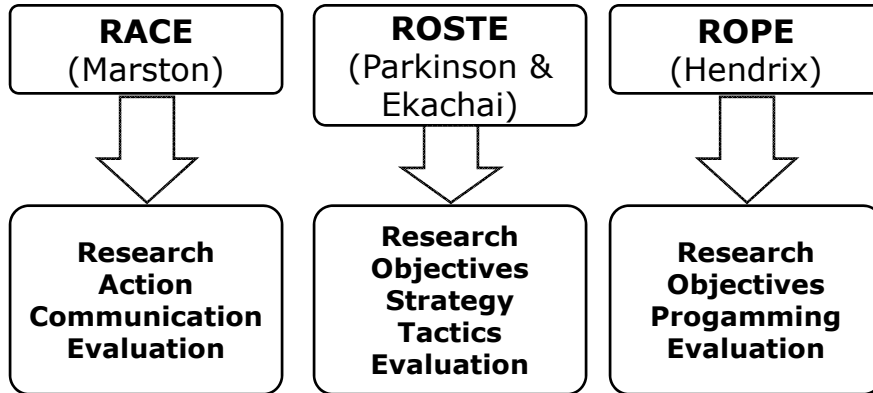 RACE
(Marston)
ROSTE
(Parkinson &
Ekachai)
ROPE
(Hendrix)
Research
Action
Communication
Evaluation
Research
Objectives
Strategy
Tactics
Evaluation
Research
Objectives
Progamming
Evaluation